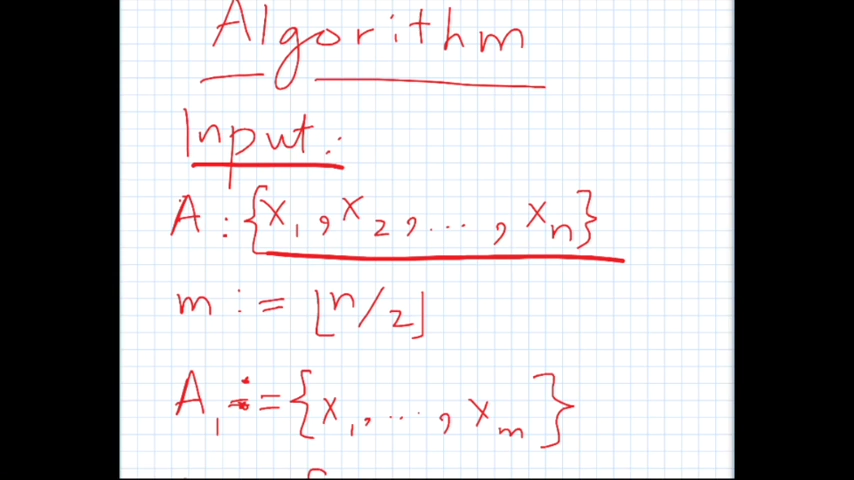 Algorithm
Input:
A : {x₁, x₂, ..., xₙ}
m := ⌊n/2⌋
A₁ := {x₁, ..., xₘ}